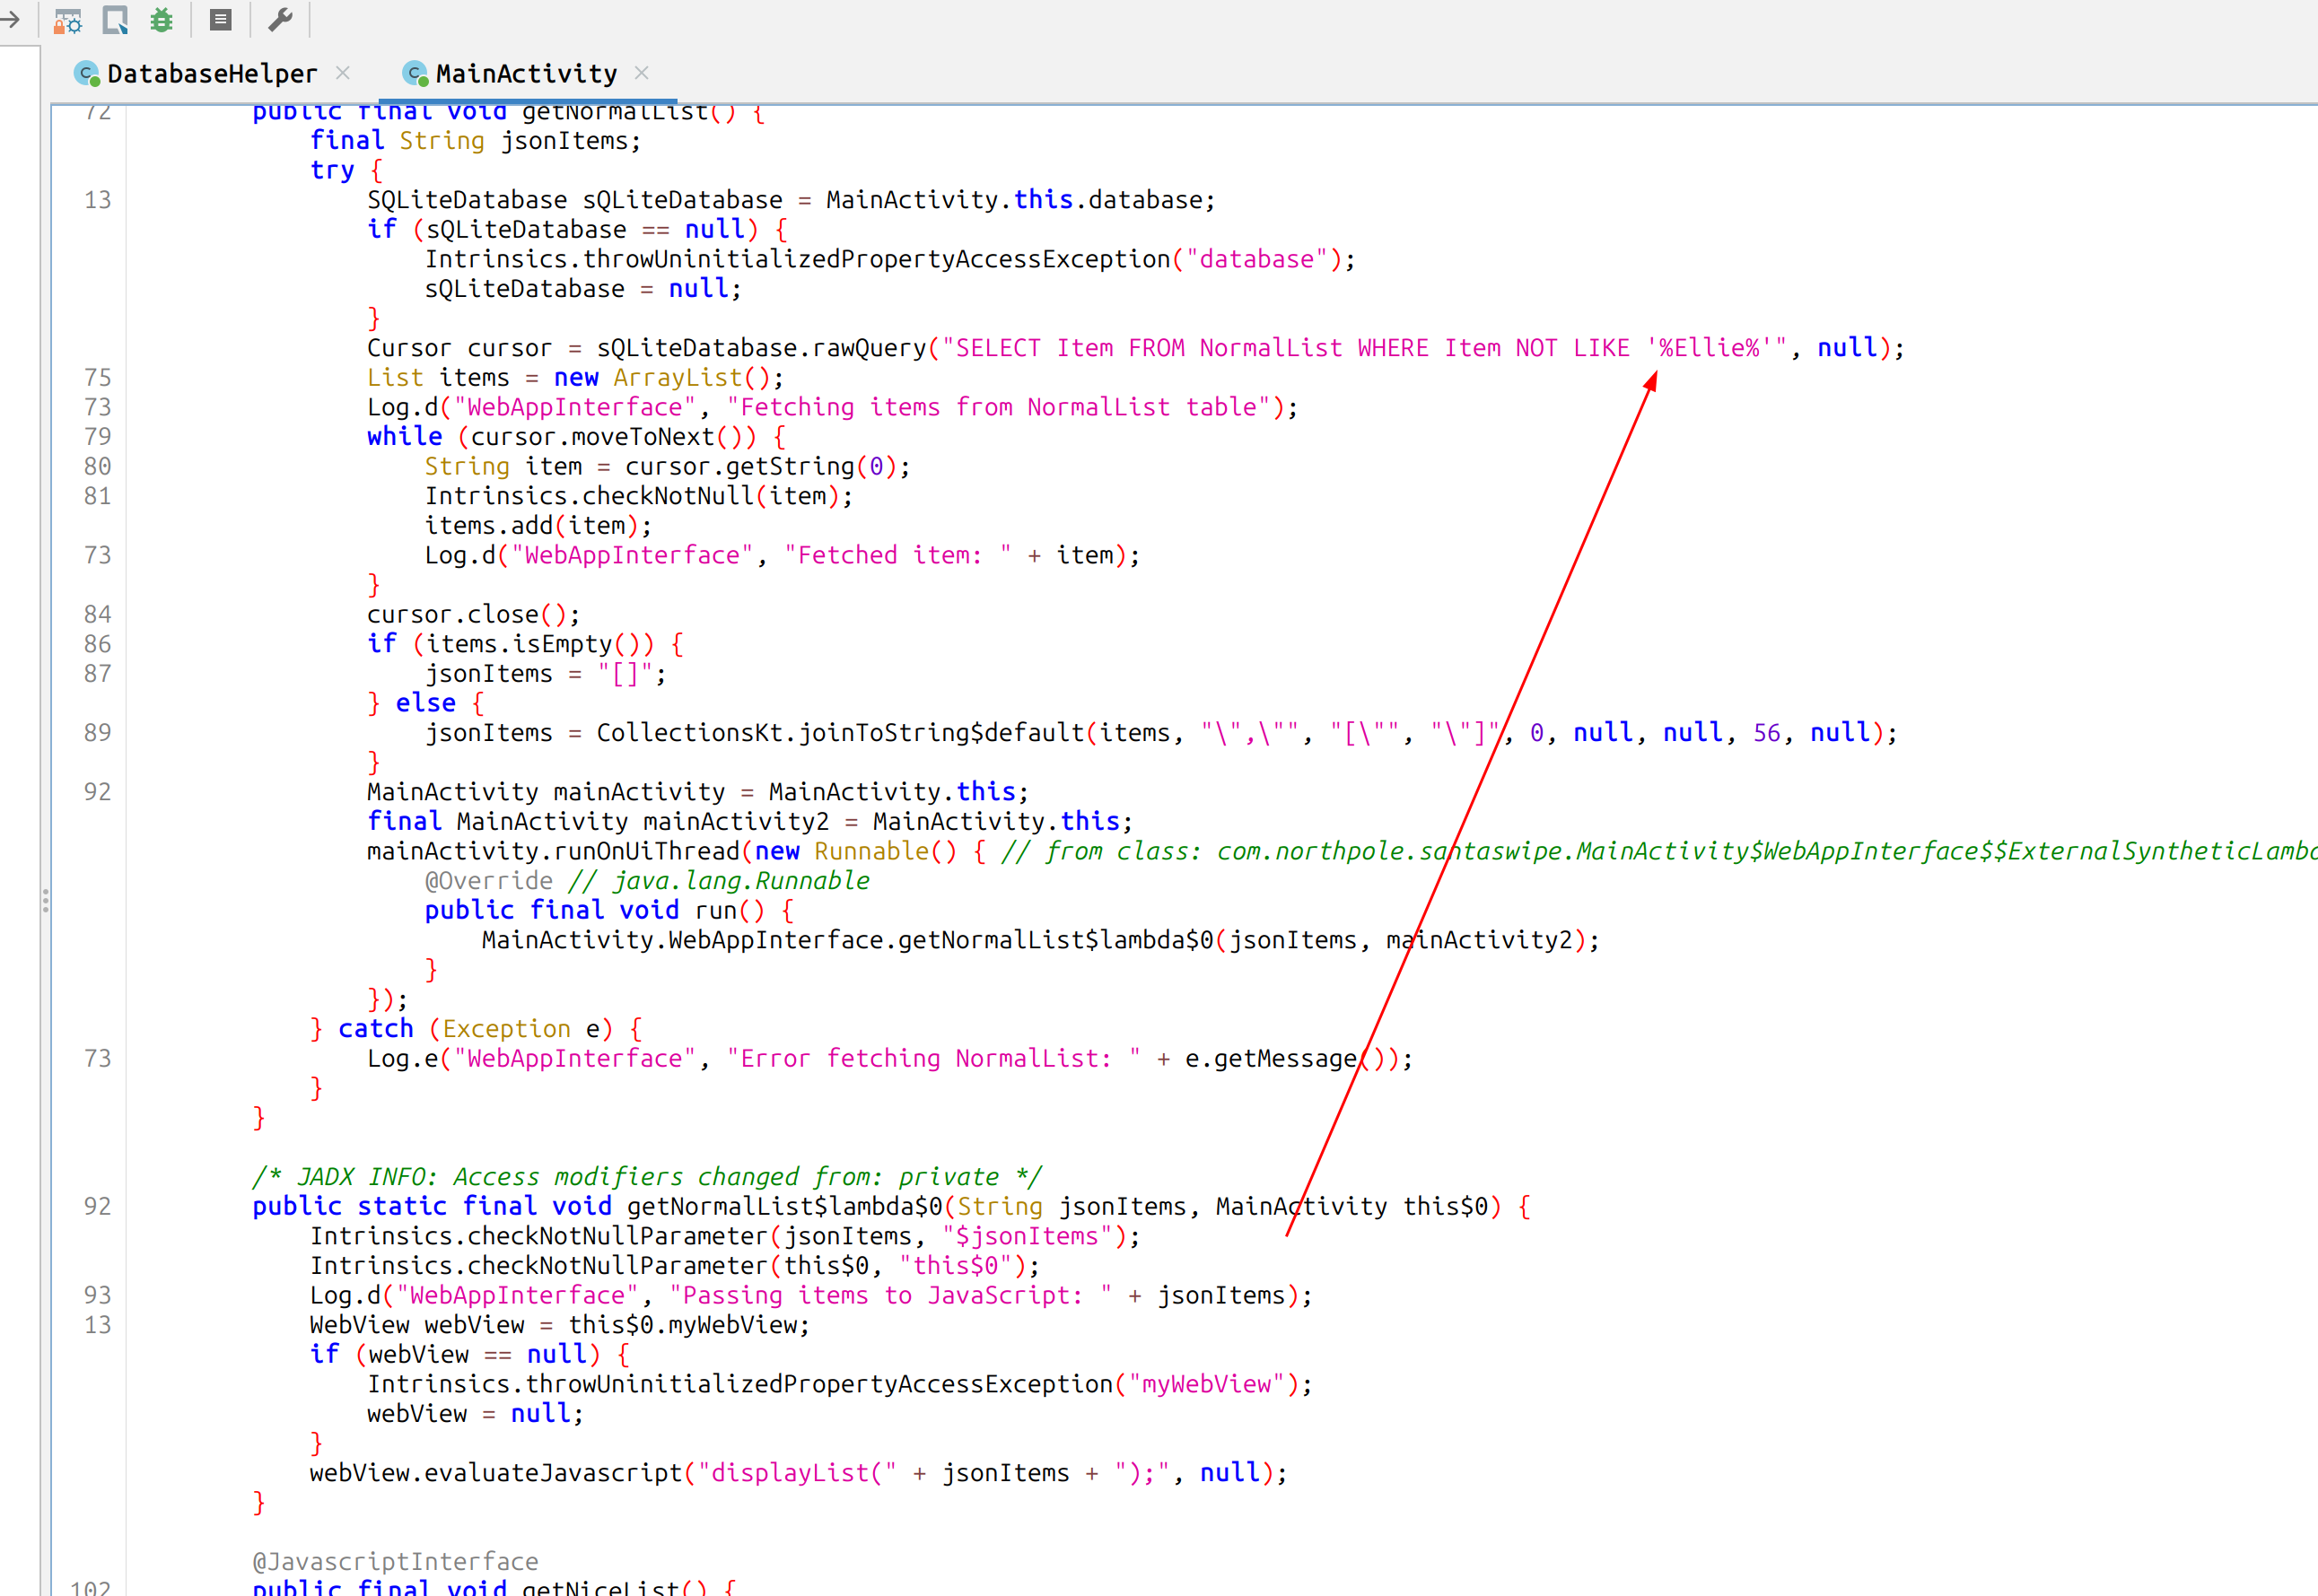 DatabaseHelper MainActivity
72 public final void getNormalList() {
final String jsonItems;
try {
13 SQLiteDatabase sQLiteDatabase = MainActivity.this.database;
if (sQLiteDatabase == null) {
Intrinsics.throwUninitializedPropertyAccessException("database");
sQLiteDatabase = null;
}
Cursor cursor = sQLiteDatabase.rawQuery("SELECT Item FROM NormalList WHERE Item NOT LIKE '%Ellie%'", null);
75 List items = new ArrayList();
73 Log.d("WebAppInterface", "Fetching items from NormalList table");
79 while (cursor.moveToNext()) {
80 String item = cursor.getString(0);
81 Intrinsics.checkNotNull(item);
items.add(item);
73 Log.d("WebAppInterface", "Fetched item: " + item);
}
84 cursor.close();
86 if (items.isEmpty()) {
87 jsonItems = "[]";
} else {
89 jsonItems = CollectionsKt.joinToString$default(items, "\",\"", "[\"", "\"]", 0, null, null, 56, null);
}
92 MainActivity mainActivity = MainActivity.this;
final MainActivity mainActivity2 = MainActivity.this;
mainActivity.runOnUiThread(new Runnable() { // from class: com.northpole.santaswipe.MainActivity$WebAppInterface$$ExternalSyntheticLambd
@Override // java.lang.Runnable
public final void run() {
MainActivity.WebAppInterface.getNormalList$lambda$0(jsonItems, mainActivity2);
}
});
} catch (Exception e) {
73 Log.e("WebAppInterface", "Error fetching NormalList: " + e.getMessage());
}
}
/* JADX INFO: Access modifiers changed from: private */
92 public static final void getNormalList$lambda$0(String jsonItems, MainActivity this$0) {
Intrinsics.checkNotNullParameter(jsonItems, "$jsonItems");
Intrinsics.checkNotNullParameter(this$0, "this$0");
93 Log.d("WebAppInterface", "Passing items to JavaScript: " + jsonItems);
13 WebView webView = this$0.myWebView;
if (webView == null) {
Intrinsics.throwUninitializedPropertyAccessException("myWebView");
webView = null;
}
webView.evaluateJavascript("displayList(" + jsonItems + ");", null);
}
@JavascriptInterface
102 public final void getNiceList() {